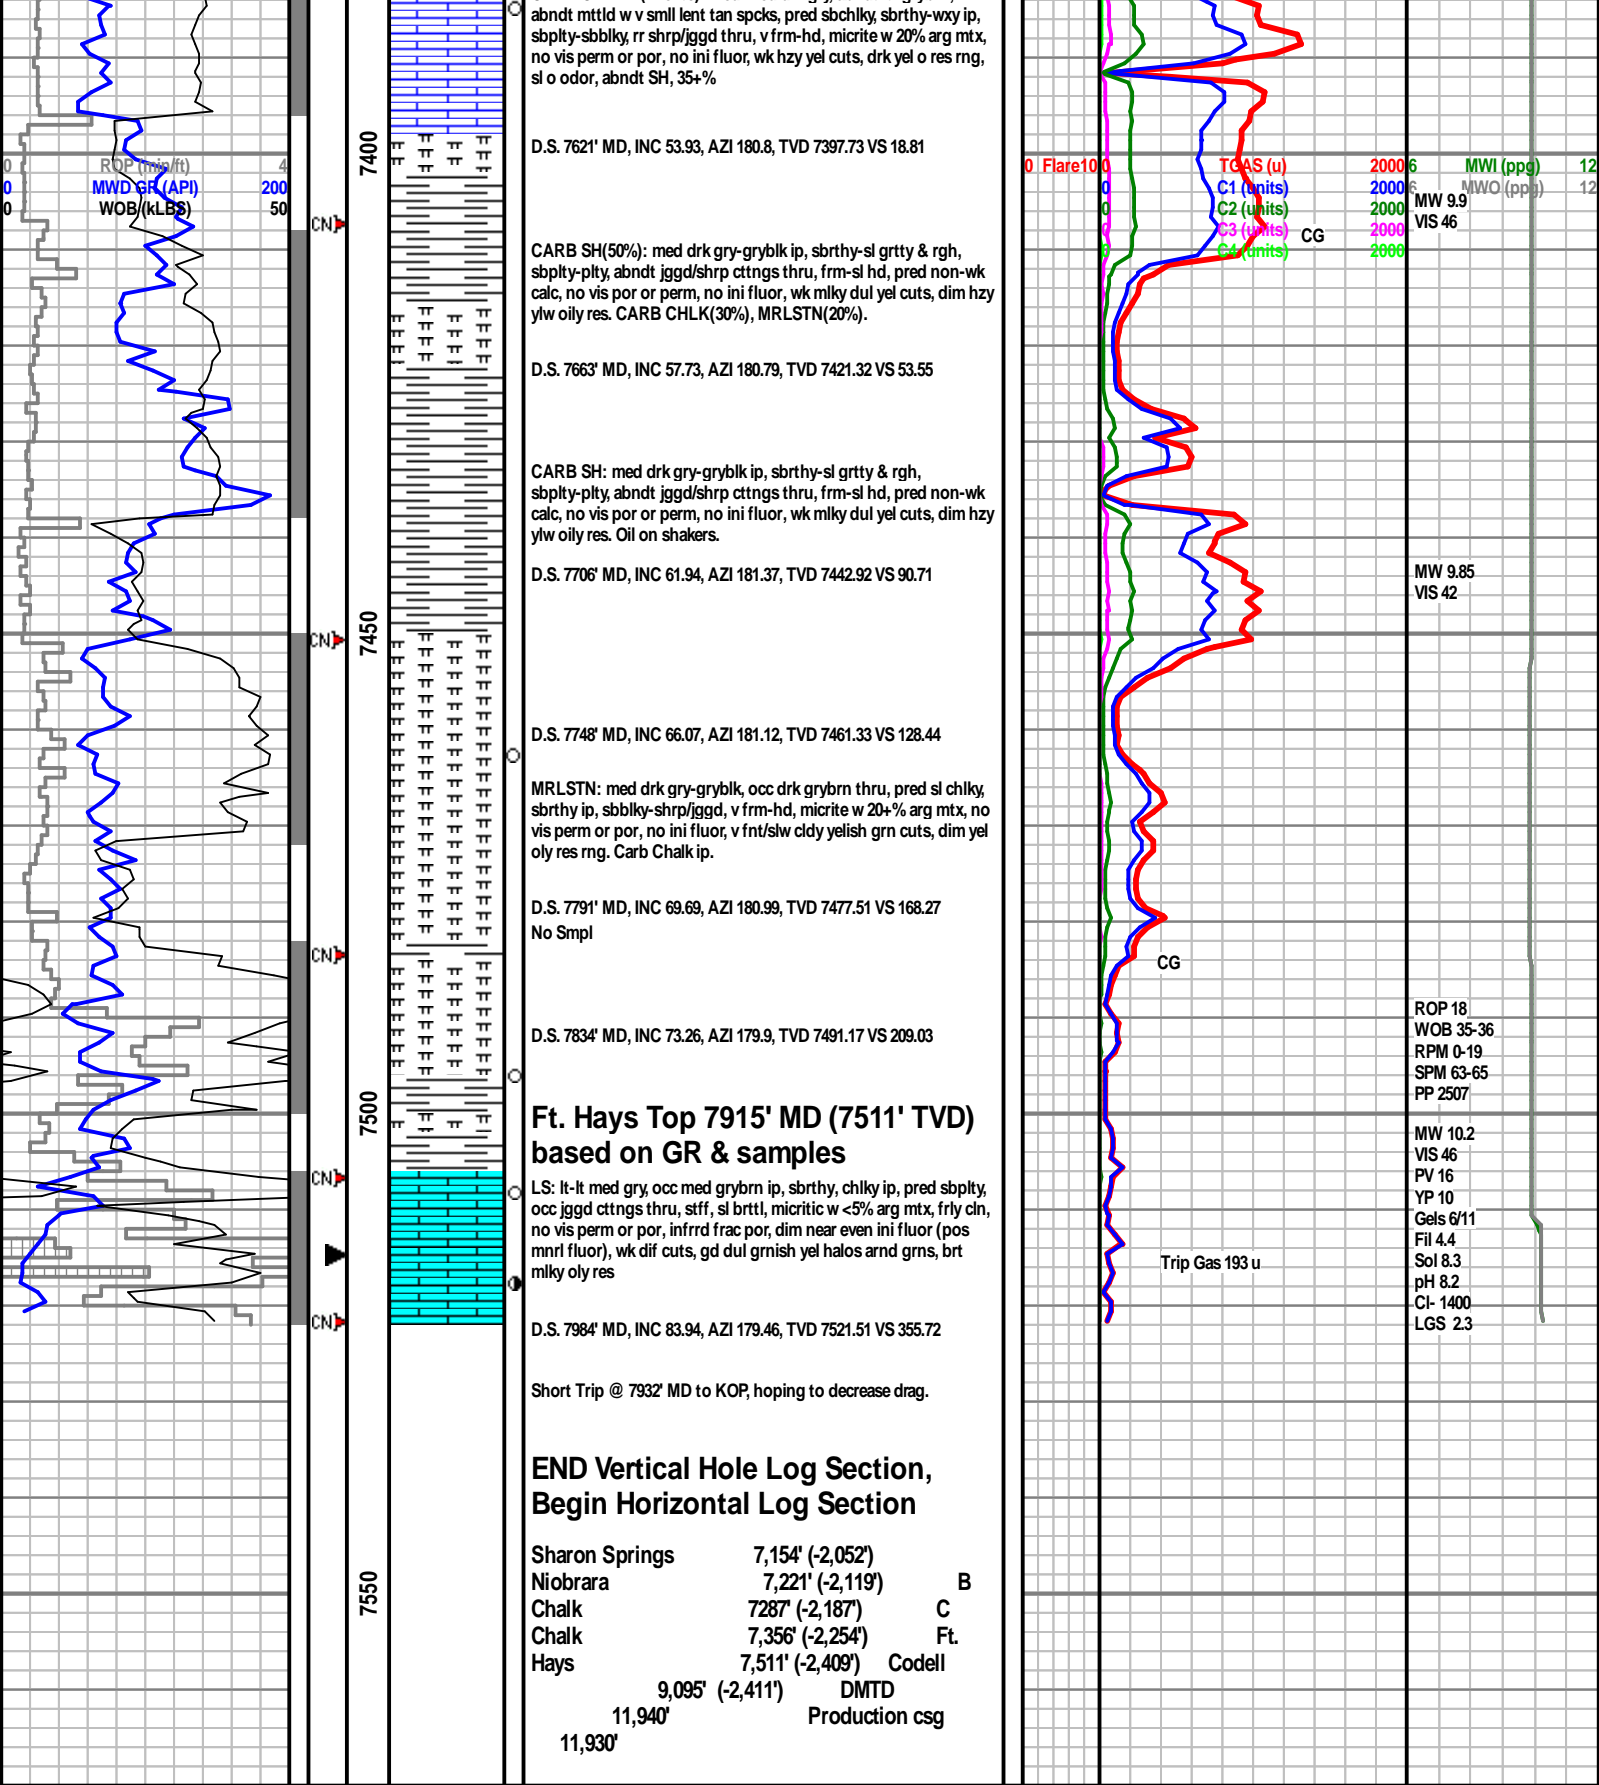 abndt mttld w v smll lent tan spcks, pred sbchlky, sbrthy-wxy ip,
sbplty-sbblky, rr shrp/jggd thru, v frm-hd, micrite w 20% arg mtx,
no vis perm or por, no ini fluor, wk hzy yel cuts, drk yel o res rng,
sl o odor, abndt SH, 35+%
D.S. 7621' MD, INC 53.93, AZI 180.8, TVD 7397.73 VS 18.81
7400
0 ROP (min/ft) 4
0 MWD GR (API) 200
0 WOB (kLBS) 50
0 Flare 100 TGAS (u) 2000
0 C1 (units) 2000
0 C2 (units) 2000
0 C3 (units) 2000
0 C4 (units) 2000
6 MWI (ppg) 12
6 MWO (ppg) 12
MW 9.9
VIS 46
CG
CN
CARB SH(50%): med drk gry-gryblk ip, sbrthy-sl grtty & rgh,
sbplty-plty, abndt jggd/shrp cttngs thru, frm-sl hd, pred non-wk
calc, no vis por or perm, no ini fluor, wk mlky dul yel cuts, dim hzy
ylw oily res. CARB CHLK(30%), MRLSTN(20%).
D.S. 7663' MD, INC 57.73, AZI 180.79, TVD 7421.32 VS 53.55
CARB SH: med drk gry-gryblk ip, sbrthy-sl grtty & rgh,
sbplty-plty, abndt jggd/shrp cttngs thru, frm-sl hd, pred non-wk
calc, no vis por or perm, no ini fluor, wk mlky dul yel cuts, dim hzy
ylw oily res. Oil on shakers.
D.S. 7706' MD, INC 61.94, AZI 181.37, TVD 7442.92 VS 90.71
MW 9.85
VIS 42
7450
CN
D.S. 7748' MD, INC 66.07, AZI 181.12, TVD 7461.33 VS 128.44
MRLSTN: med drk gry-gryblk, occ drk grybrn thru, pred sl chlky,
sbrthy ip, sbblky-shrp/jggd, v frm-hd, micrite w 20+% arg mtx, no
vis perm or por, no ini fluor, v fnt/slw cldy yelish grn cuts, dim yel
oly res rng. Carb Chalk ip.
D.S. 7791' MD, INC 69.69, AZI 180.99, TVD 7477.51 VS 168.27
No Smpl
CN
CG
D.S. 7834' MD, INC 73.26, AZI 179.9, TVD 7491.17 VS 209.03
ROP 18
WOB 35-36
RPM 0-19
SPM 63-65
PP 2507
7500
Ft. Hays Top 7915' MD (7511' TVD)
based on GR & samples
MW 10.2
VIS 46
PV 16
YP 10
Gels 6/11
Fil 4.4
Sol 8.3
pH 8.2
Cl- 1400
LGS 2.3
CN
LS: lt-lt med gry, occ med grybrn ip, sbrthy, chlky ip, pred sbplty,
occ jggd cttngs thru, stff, sl brttl, micritic w <5% arg mtx, frly cln,
no vis perm or por, infrrd frac por, dim near even ini fluor (pos
mnrl fluor), wk dif cuts, gd dul grnish yel halos arnd grns, brt
mlky oly res
Trip Gas 193 u
CN
D.S. 7984' MD, INC 83.94, AZI 179.46, TVD 7521.51 VS 355.72
Short Trip @ 7932' MD to KOP, hoping to decrease drag.
END Vertical Hole Log Section,
Begin Horizontal Log Section
7550
Sharon Springs 7,154' (-2,052')
Niobrara 7,221' (-2,119') B
Chalk 7287' (-2,187') C
Chalk 7,356' (-2,254') Ft.
Hays 7,511' (-2,409') Codell
9,095' (-2,411') DMTD
11,940' Production csg
11,930'